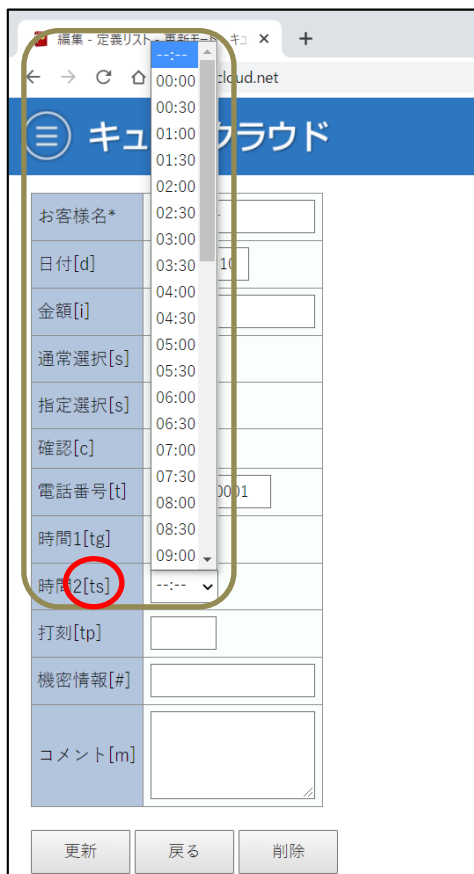 編集 - 定義リスト - 更新モード - キュ
cloud.net
キュ クラウド
--:--
00:00
00:30
01:00
01:30
02:00
02:30
03:00
03:30
04:00
04:30
05:00
05:30
06:00
06:30
07:00
07:30
08:00
08:30
09:00
お客様名*
日付[d] 10
金額[i]
通常選択[s]
指定選択[s]
確認[c]
電話番号[t] 0001
時間1[tg]
時間2[ts] --:--
打刻[tp]
機密情報[#]
コメント[m]
更新 戻る 削除